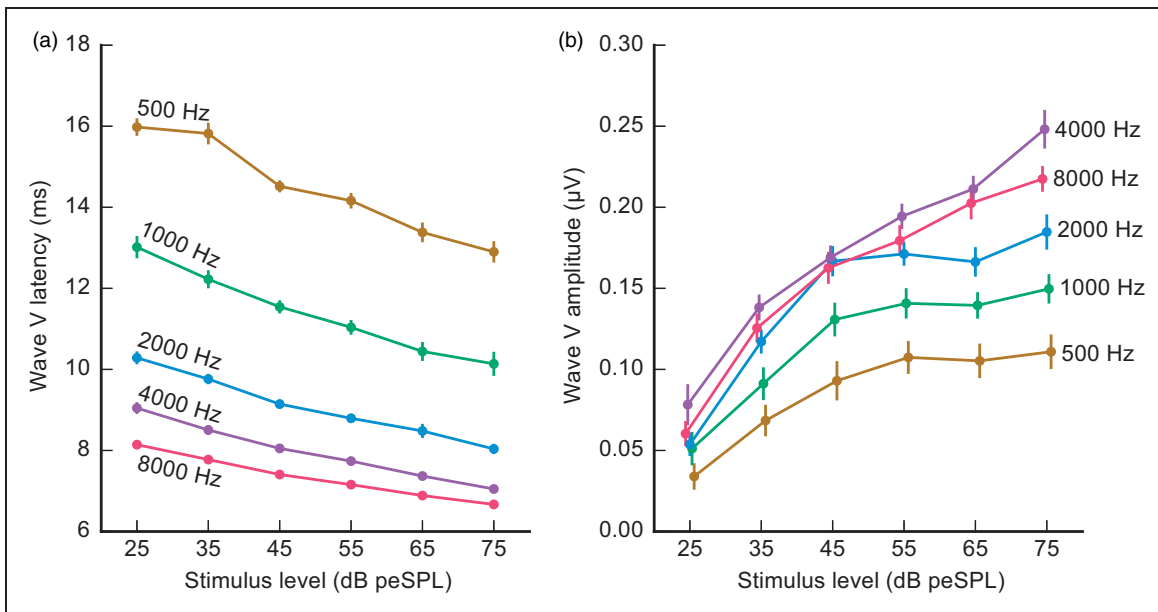 (a)
18
16
14
12
10
8
6
Wave V latency (ms)
500 Hz
1000 Hz
2000 Hz
4000 Hz
8000 Hz
25 35 45 55 65 75
Stimulus level (dB peSPL)
(b)
0.30
0.25
0.20
0.15
0.10
0.05
0.00
Wave V amplitude (μV)
4000 Hz
8000 Hz
2000 Hz
1000 Hz
500 Hz
25 35 45 55 65 75
Stimulus level (dB peSPL)